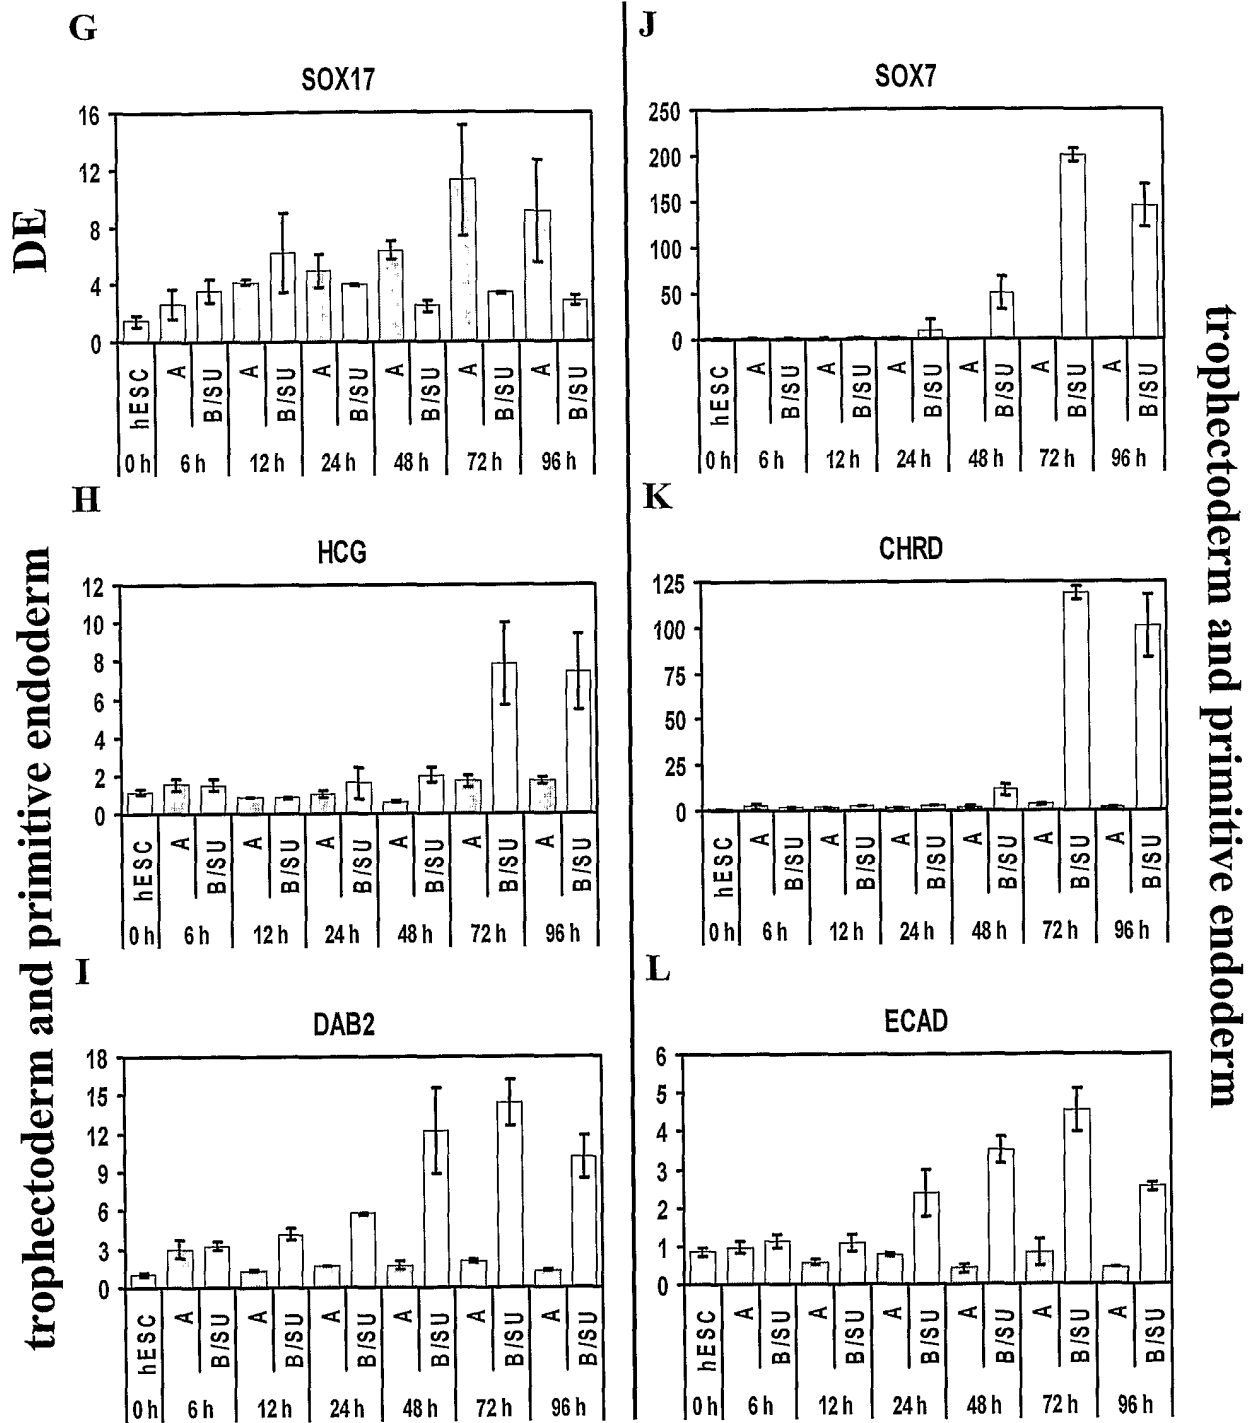 G
SOX17
DE
16
12
8
4
0
hESC A B/SU A B/SU A B/SU A B/SU A B/SU A B/SU
0 h 6 h 12 h 24 h 48 h 72 h 96 h
trophectoderm and primitive endoderm
H
HCG
12
10
8
6
4
2
0
hESC A B/SU A B/SU A B/SU A B/SU A B/SU A B/SU
0 h 6 h 12 h 24 h 48 h 72 h 96 h
I
DAB2
18
15
12
9
6
3
0
hESC A B/SU A B/SU A B/SU A B/SU A B/SU A B/SU
0 h 6 h 12 h 24 h 48 h 72 h 96 h
J
SOX7
250
200
150
100
50
0
hESC A B/SU A B/SU A B/SU A B/SU A B/SU A B/SU
0 h 6 h 12 h 24 h 48 h 72 h 96 h
trophectoderm and primitive endoderm
K
CHRD
125
100
75
50
25
0
hESC A B/SU A B/SU A B/SU A B/SU A B/SU A B/SU
0 h 6 h 12 h 24 h 48 h 72 h 96 h
L
ECAD
6
5
4
3
2
1
0
hESC A B/SU A B/SU A B/SU A B/SU A B/SU A B/SU
0 h 6 h 12 h 24 h 48 h 72 h 96 h